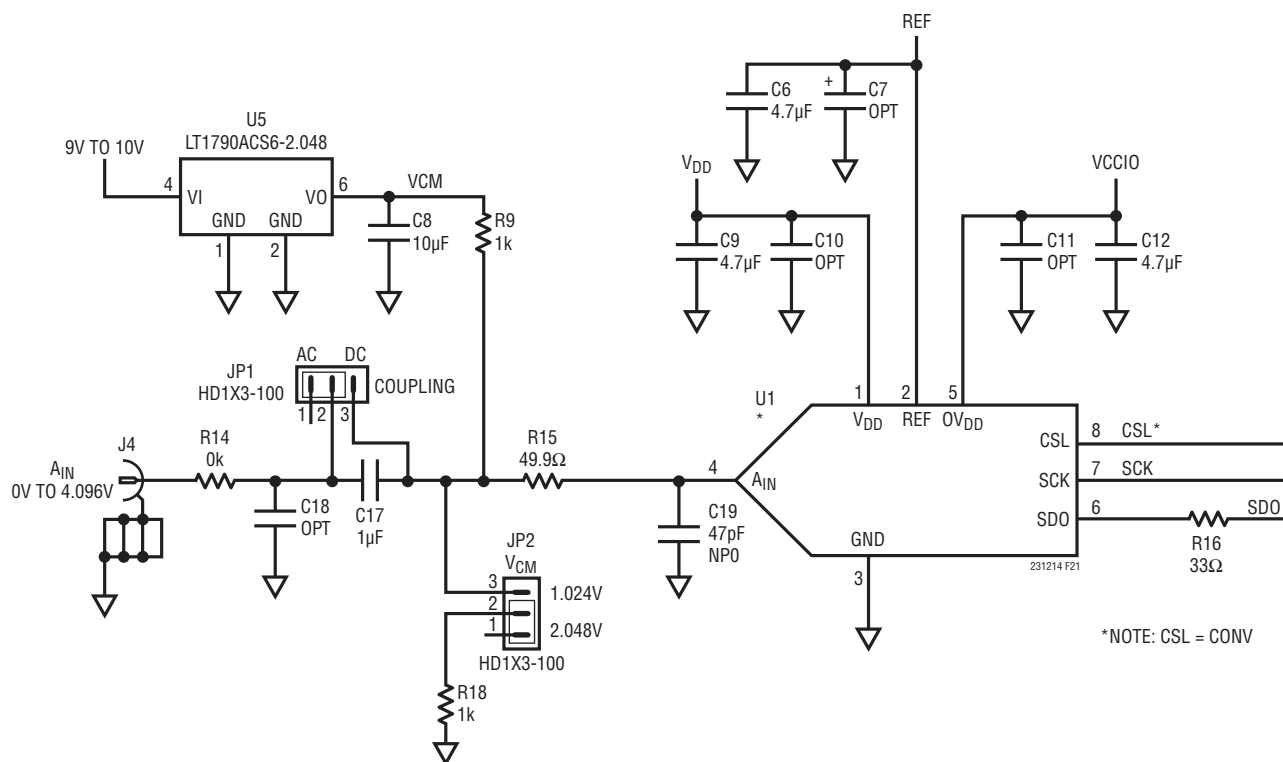 REF
C6
4.7µF
+
C7
OPT
U5
LT1790ACS6-2.048
9V TO 10V
4
VI
VO
6
GND
GND
1
2
VCM
C8
10µF
R9
1k
VDD
C9
4.7µF
C10
OPT
VCCIO
C11
OPT
C12
4.7µF
JP1
HD1X3-100
AC
DC
COUPLING
1
2
3
J4
AIN
0V TO 4.096V
R14
0k
C18
OPT
C17
1µF
R15
49.9Ω
C19
47pF
NPO
JP2
VCM
3
1.024V
2
1
2.048V
HD1X3-100
R18
1k
U1
*
1
2
5
VDD
REF
OVDD
4
AIN
CSL
8
CSL*
SCK
7
SCK
SDO
6
SDO
R16
33Ω
GND
3
231214 F21
*NOTE: CSL = CONV